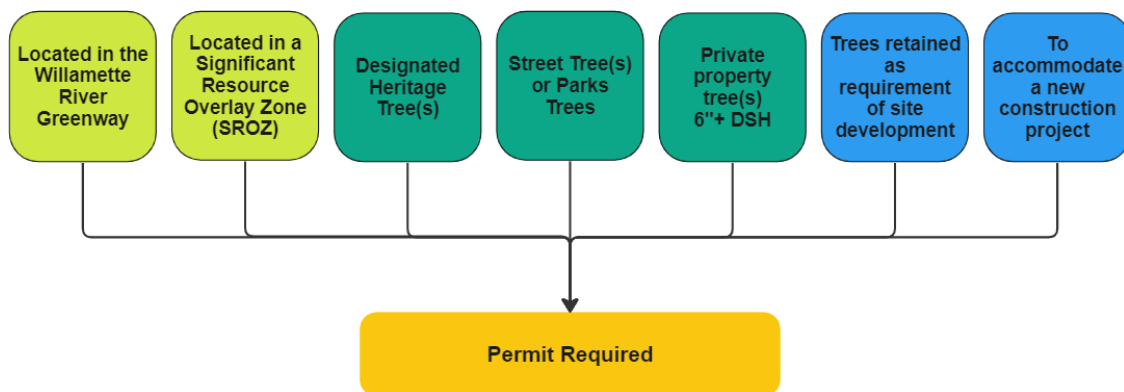 Located in the
Willamette
River
Greenway
Located in a
Significant
Resource
Overlay Zone
(SROZ)
Designated
Heritage
Tree(s)
Street Tree(s)
or Parks
Trees
Private
property
tree(s)
6"+ DSH
Trees retained
as
requirement
of site
development
To
accommodate
a new
construction
project
Permit Required